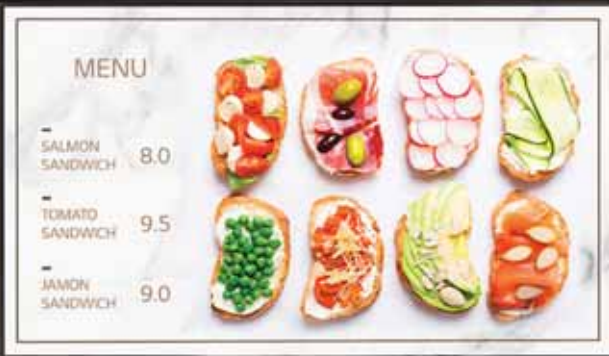 MENU
SALMON
SANDWICH 8.0
TOMATO
SANDWICH 9.5
JAMON
SANDWICH 9.0